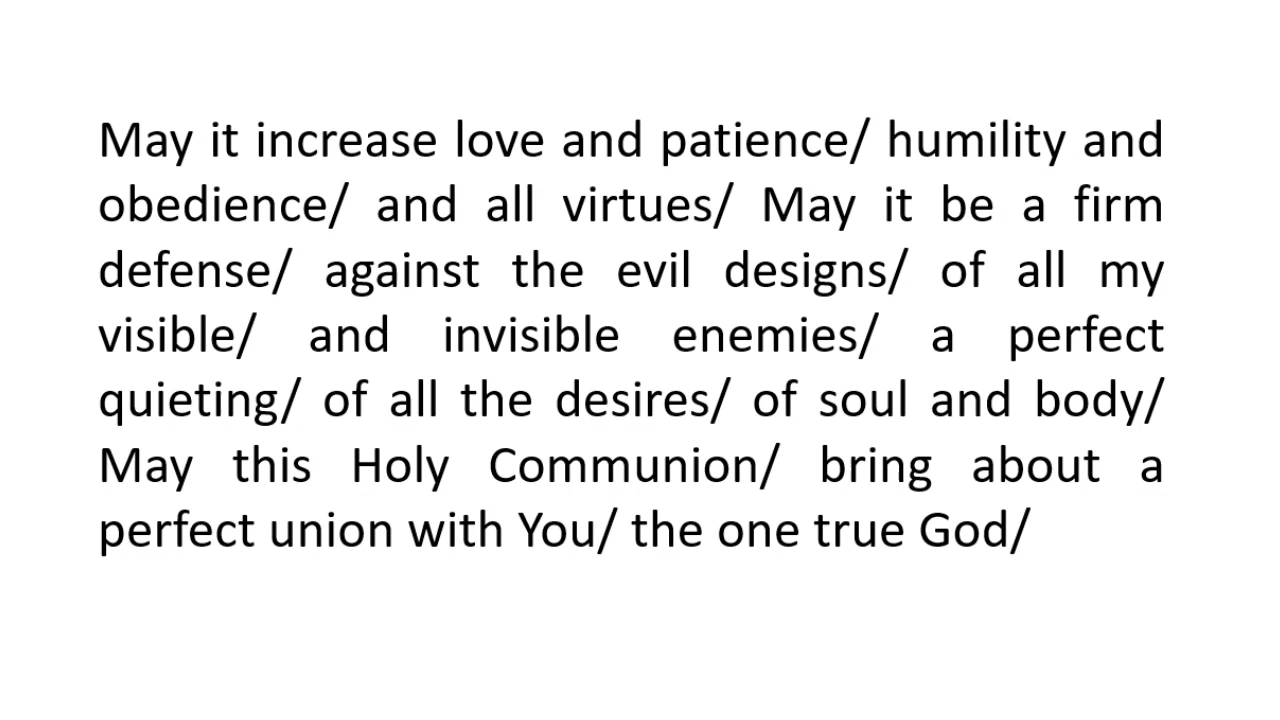 May it increase love and patience/ humility and
obedience/ and all virtues/ May it be a firm
defense/ against the evil designs/ of all my
visible/ and invisible enemies/ a perfect
quieting/ of all the desires/ of soul and body/
May this Holy Communion/ bring about a
perfect union with You/ the one true God/